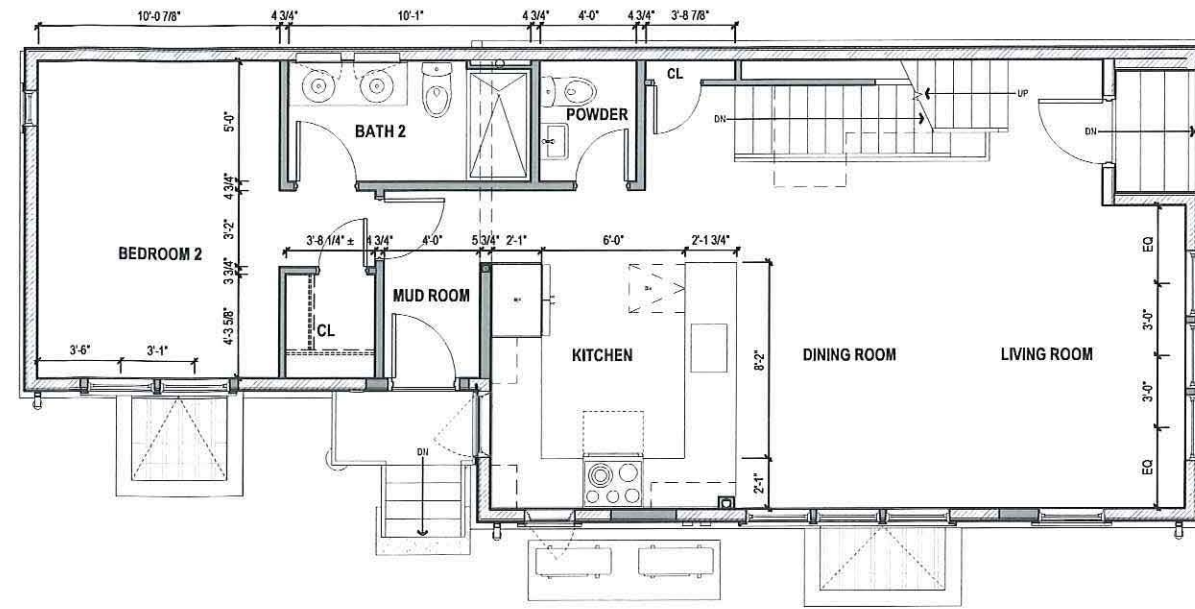 10'-0 7/8"
4 3/4"
10'-1"
4 3/4"
4'-0"
4 3/4"
3'-8 7/8"
CL
5'-0"
BATH 2
POWDER
UP
DN
DN
4 3/4"
3'-2"
3 3/4"
4'-3 5/8"
BEDROOM 2
3'-8 1/4" ±
4 3/4"
4'-0"
5 3/4"
2'-1"
6'-0"
2'-1 3/4"
EQ
MUD ROOM
CL
3'-0"
3'-6"
3'-1"
KITCHEN
8'-2"
DINING ROOM
LIVING ROOM
3'-0"
DN
2'-1"
EQ